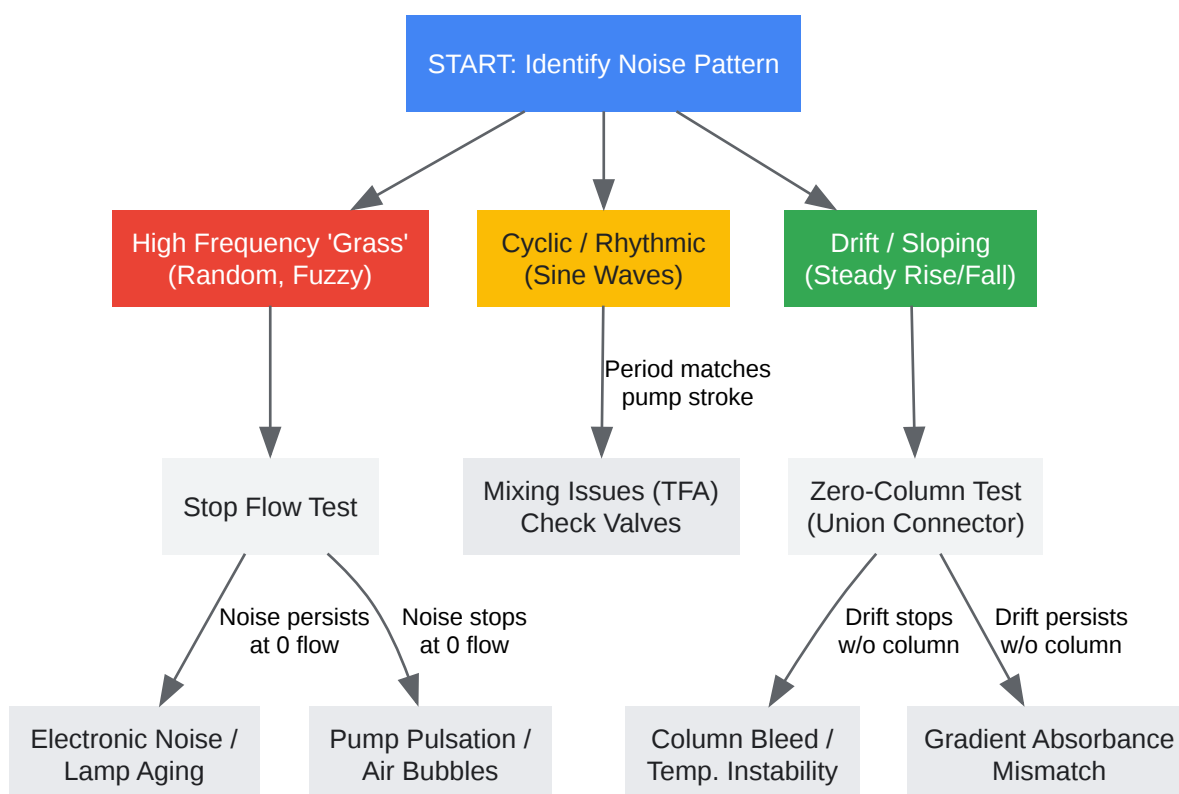 START: Identify Noise Pattern
High Frequency 'Grass'
(Random, Fuzzy)
Cyclic / Rhythmic
(Sine Waves)
Drift / Sloping
(Steady Rise/Fall)
Period matches
pump stroke
Stop Flow Test
Mixing Issues (TFA)
Check Valves
Zero-Column Test
(Union Connector)
Noise persists
at 0 flow
Noise stops
at 0 flow
Drift stops
w/o column
Drift persists
w/o column
Electronic Noise /
Lamp Aging
Pump Pulsation /
Air Bubbles
Column Bleed /
Temp. Instability
Gradient Absorbance
Mismatch